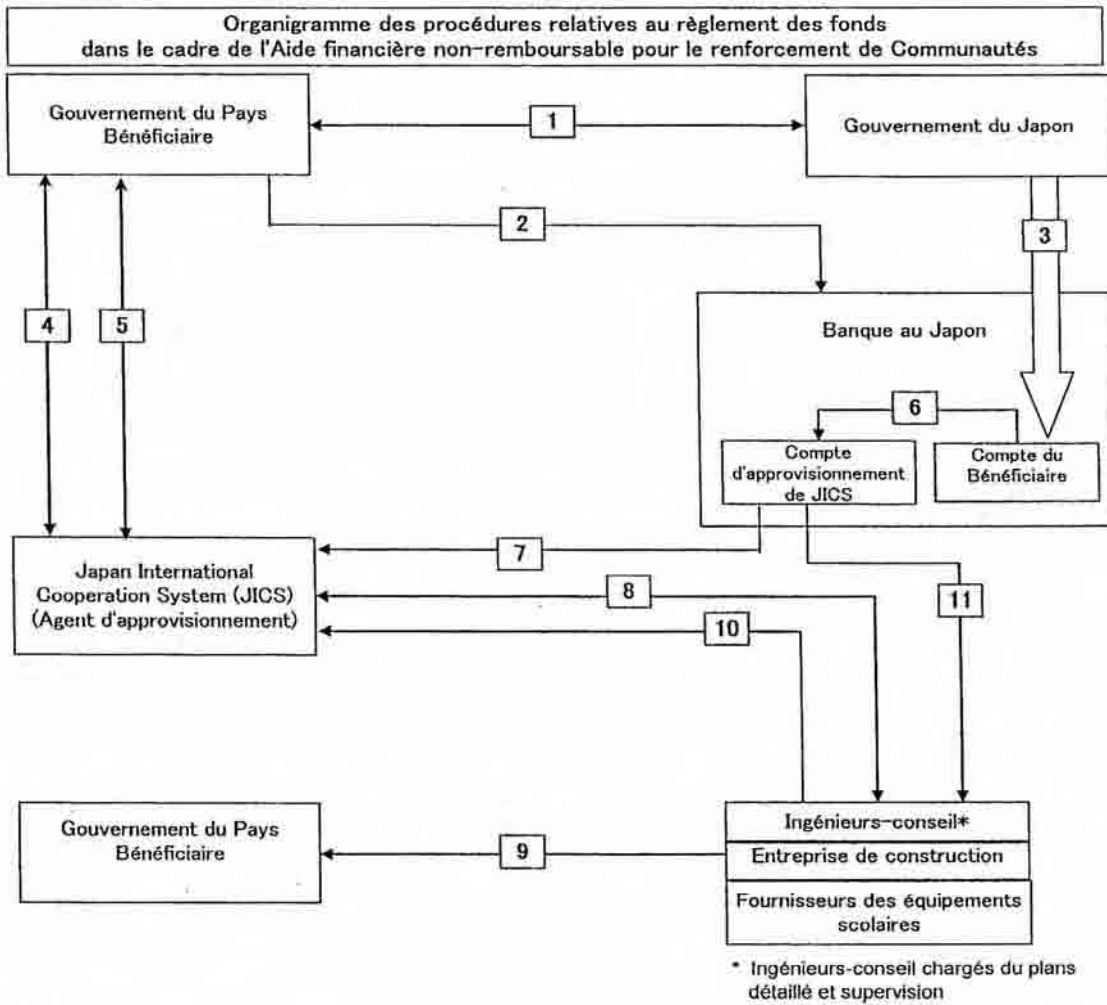 Organigramme des procédures relatives au règlement des fonds
dans le cadre de l'Aide financière non-remboursable pour le renforcement de Communautés
Gouvernement du Pays
Bénéficiaire
1
Gouvernement du Japon
2
3
4
5
Banque au Japon
6
Compte
d'approvisionnement
de JICS
Compte du
Bénéficiaire
7
Japan International
Cooperation System (JICS)
(Agent d'approvisionnement)
8
11
10
Gouvernement du Pays
Bénéficiaire
9
Ingénieurs-conseil*
Entreprise de construction
Fournisseurs des équipements
scolaires
* Ingénieurs-conseil chargés du plans
détaillé et supervision